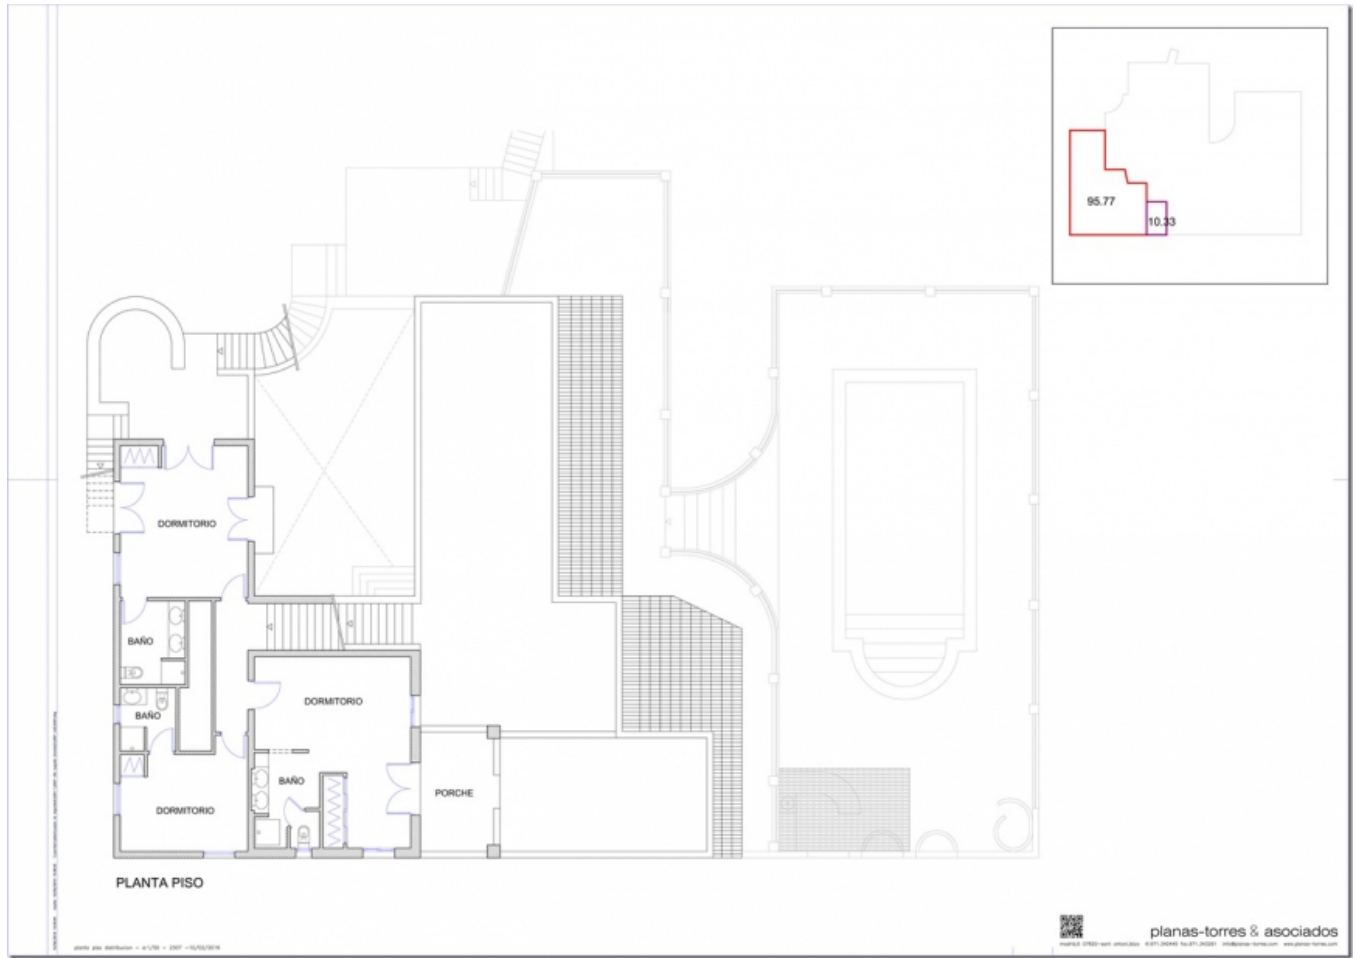 95.77
10.33
DORMITORIO
BAÑO
DORMITORIO
BAÑO
BAÑO
PORCHE
DORMITORIO
PLANTA PISO
planas-torres & asociados